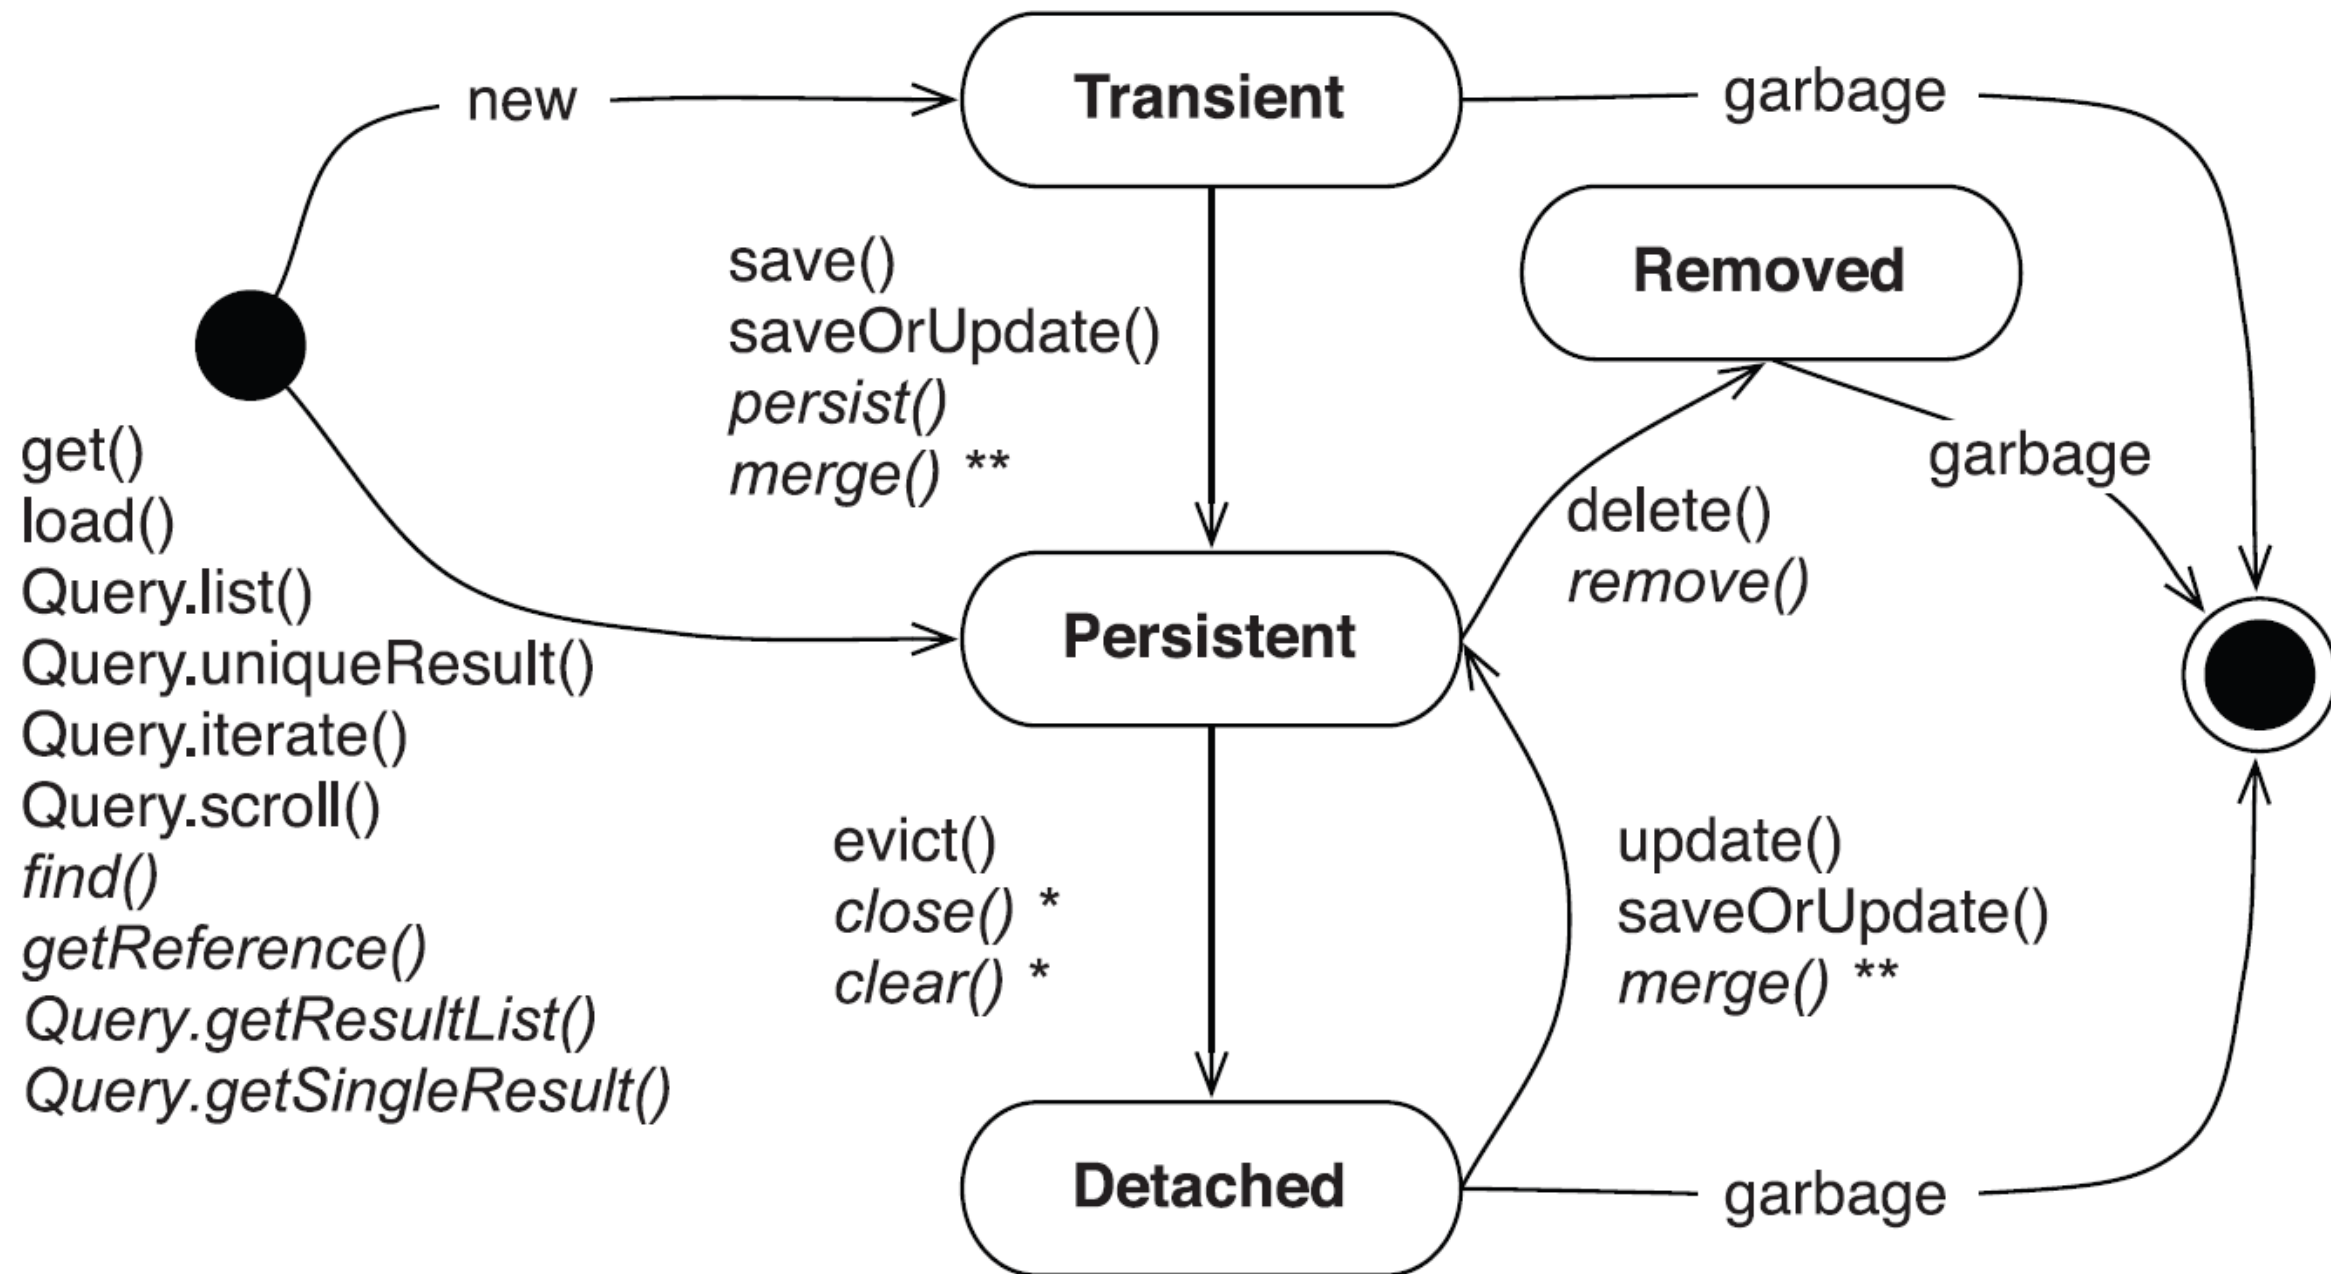 new
Transient
garbage
Removed
save()
saveOrUpdate()
persist()
merge() **
garbage
delete()
remove()
get()
load()
Query.list()
Query.uniqueResult()
Query.iterate()
Query.scroll()
find()
getReference()
Query.getResultList()
Query.getSingleResult()
Persistent
evict()
close() *
clear() *
update()
saveOrUpdate()
merge() **
Detached
garbage